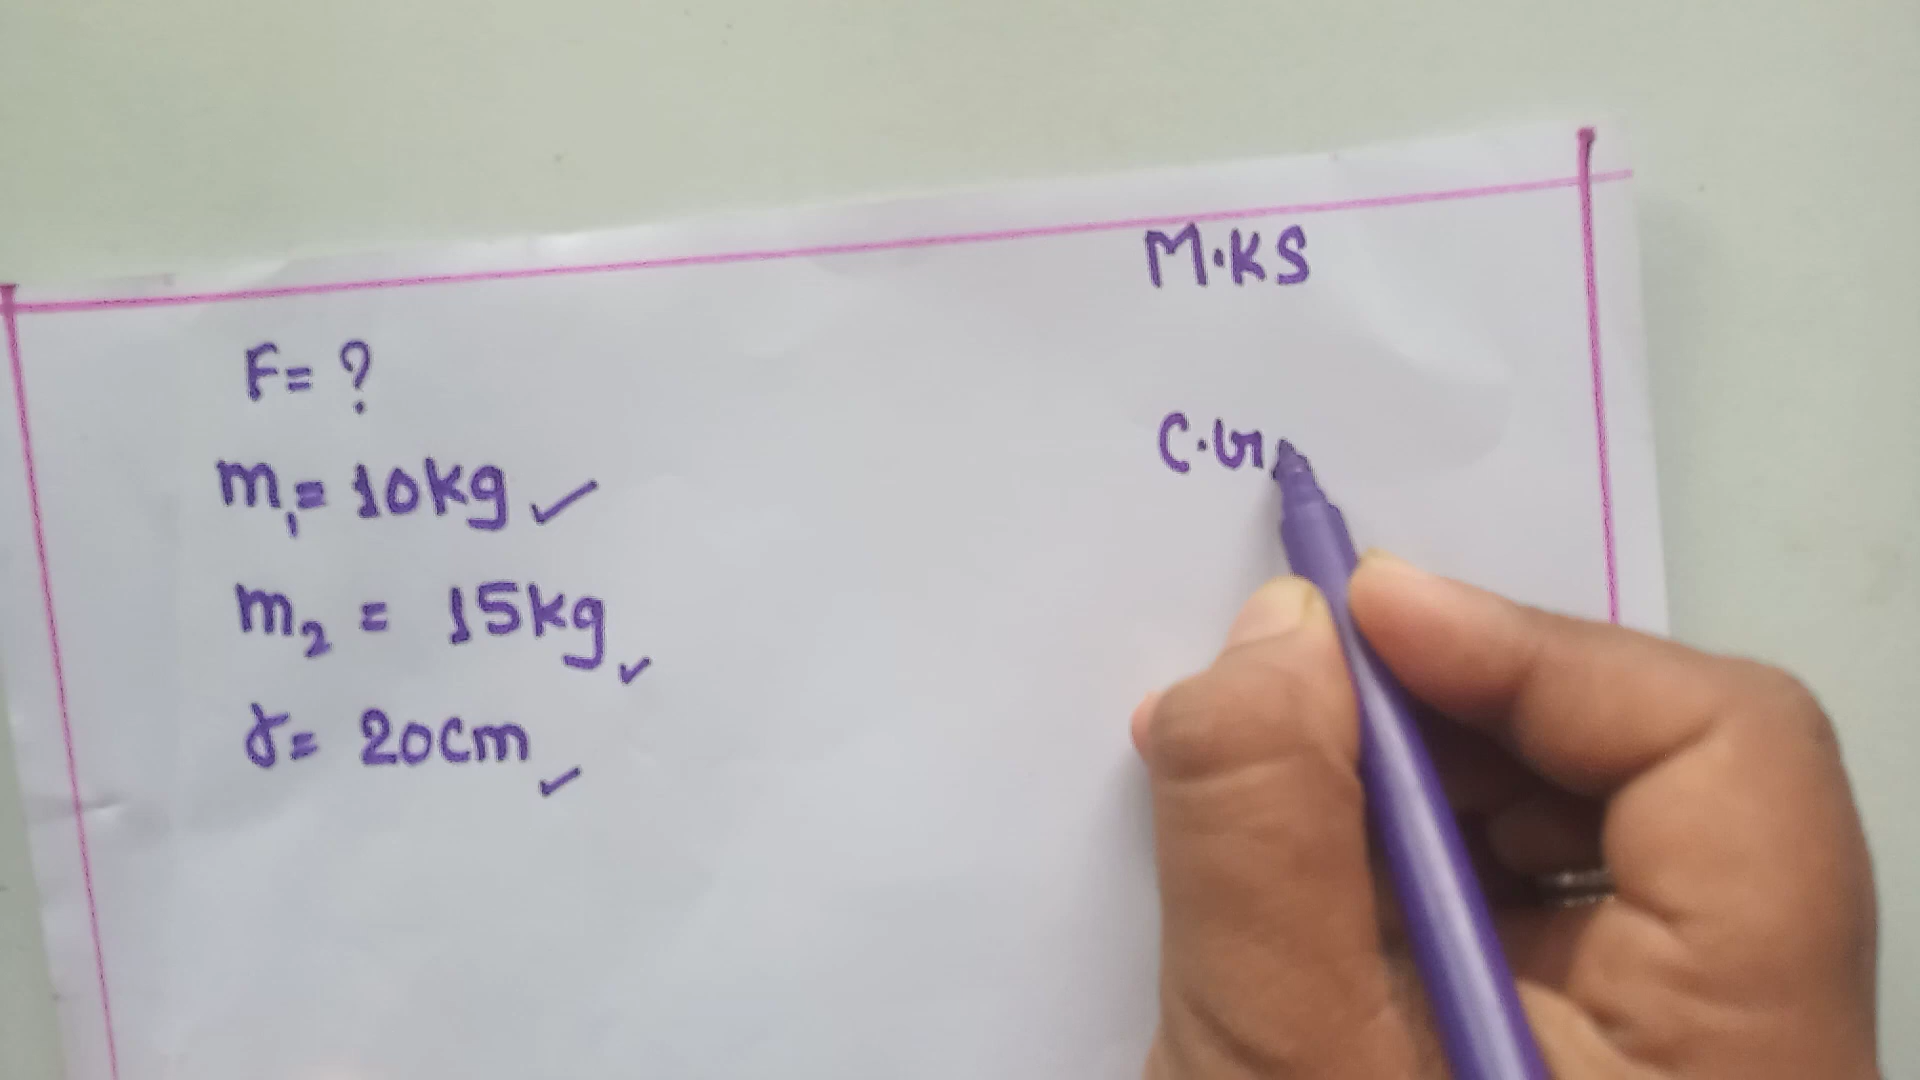 M.KS
F= ?
C.G
m₁= 10kg ✓
m₂ = 15kg ✓
r= 20cm ✓